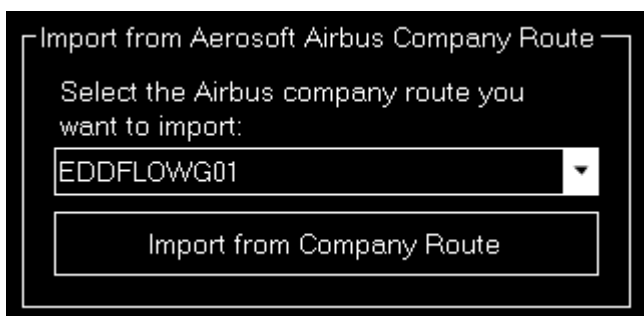 Import from Aerosoft Airbus Company Route
Select the Airbus company route you
want to import:
EDDFLOWG01
Import from Company Route